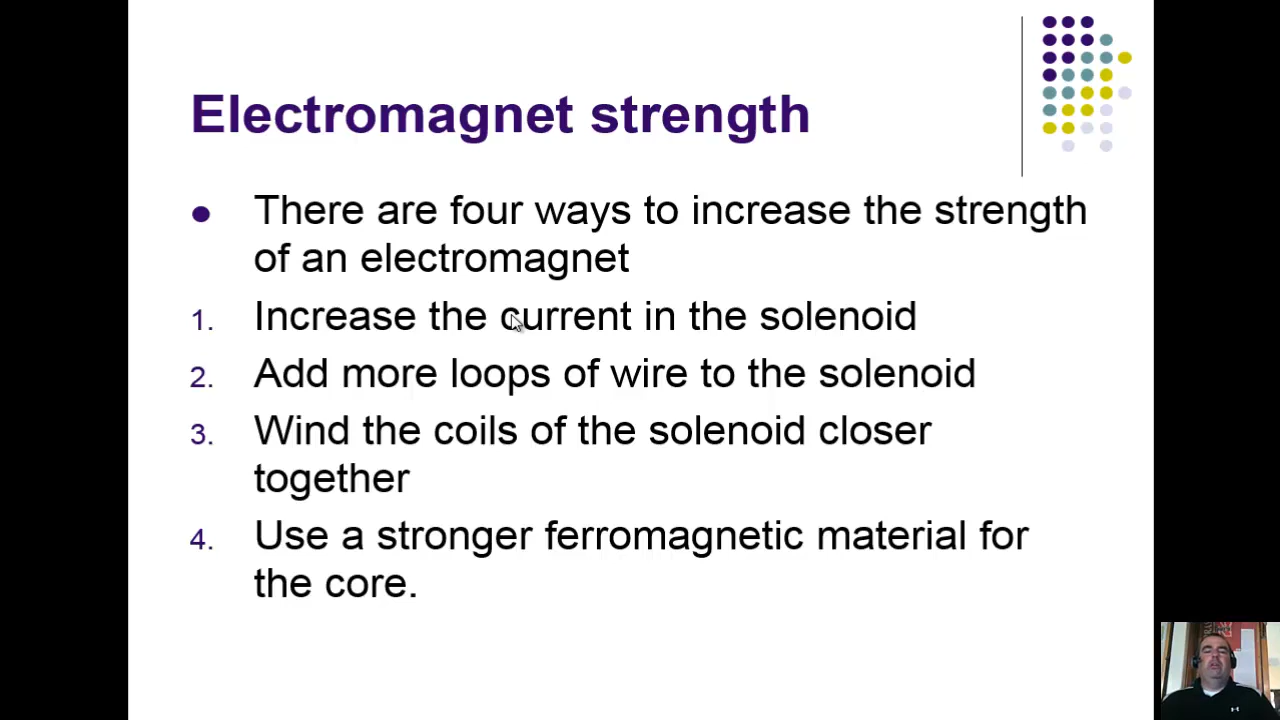 Electromagnet strength
There are four ways to increase the strength
of an electromagnet
1. Increase the current in the solenoid
2. Add more loops of wire to the solenoid
3. Wind the coils of the solenoid closer
together
4. Use a stronger ferromagnetic material for
the core.